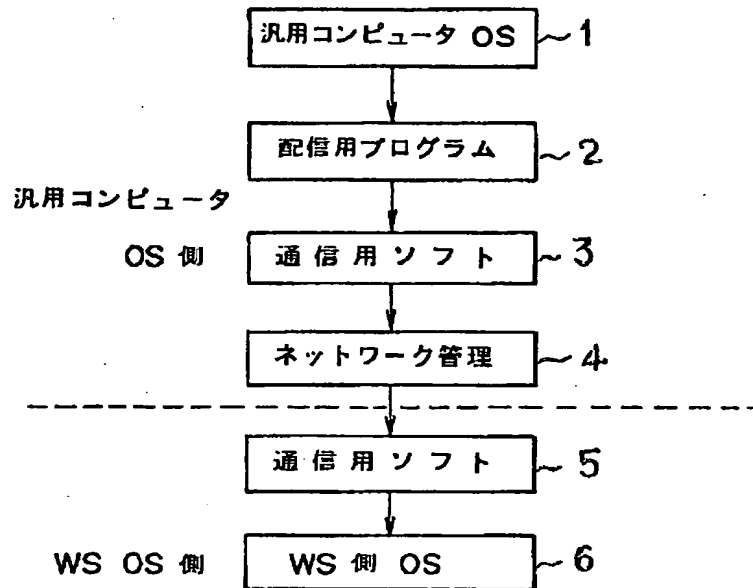 汎用コンピュータ OS 1
配信用プログラム 2
汎用コンピュータ
OS 側
通信用ソフト 3
ネットワーク管理 4
通信用ソフト 5
WS OS 側
WS 側 OS 6